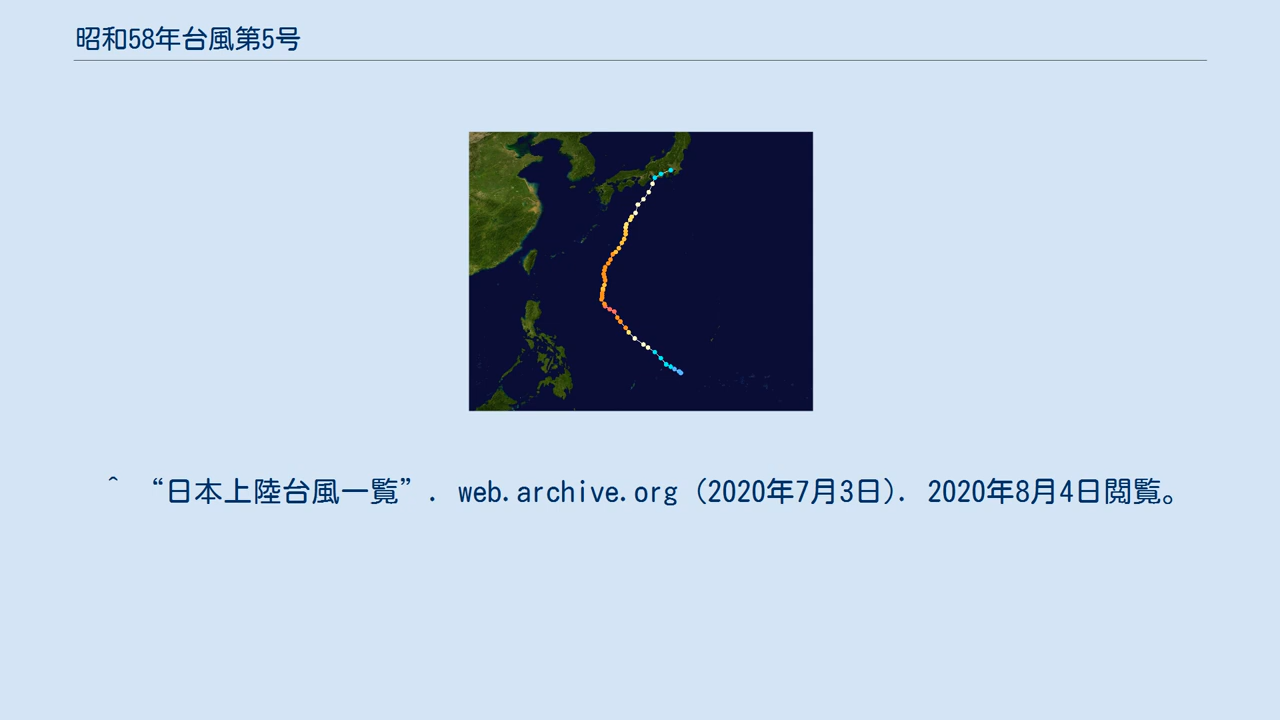 昭和58年台風第5号
^ “日本上陸台風一覧”. web.archive.org (2020年7月3日). 2020年8月4日閲覧。